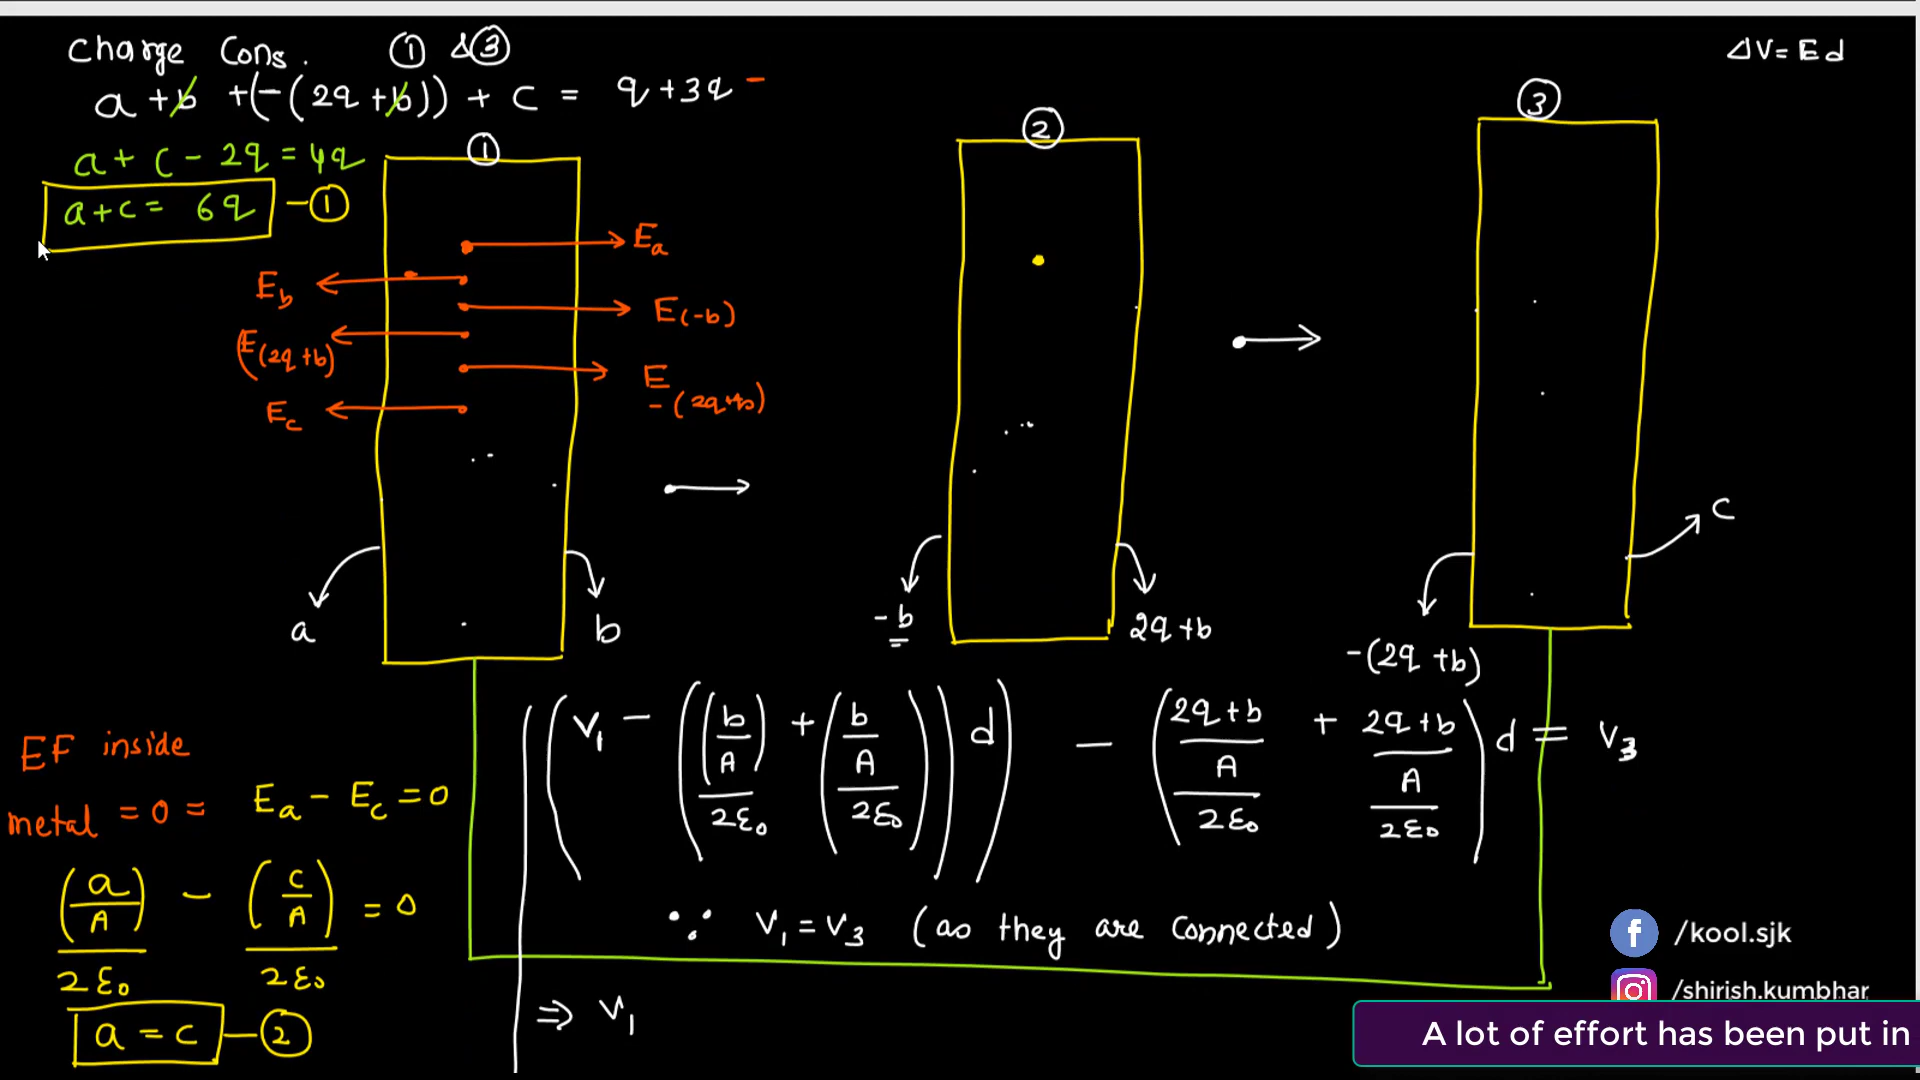 Charge Cons. ① & ③
a + b + (-(2q + b)) + c = q + 3q -
a + c - 2q = 4q
a + c = 6q - ①
ΔV = Ed
①
②
③
Ea
Eb
E(-b)
E(2q+b)
E-(2q+b)
Ec
a
b
-b
2q+b
-(2q+b)
c
((V₁ - (((b/A)/2ε₀) + ((b/A)/2ε₀))d) - ((2q+b/A)/2ε₀ + (2q+b/A)/2ε₀)d = V₃
∵ V₁ = V₃ (as they are connected)
⇒ V₁
EF inside
metal = 0 = Ea - Ec = 0
(a/A)/2ε₀ - (c/A)/2ε₀ = 0
a = c - ②
/kool.sjk
/shirish.kumbhar
A lot of effort has been put in